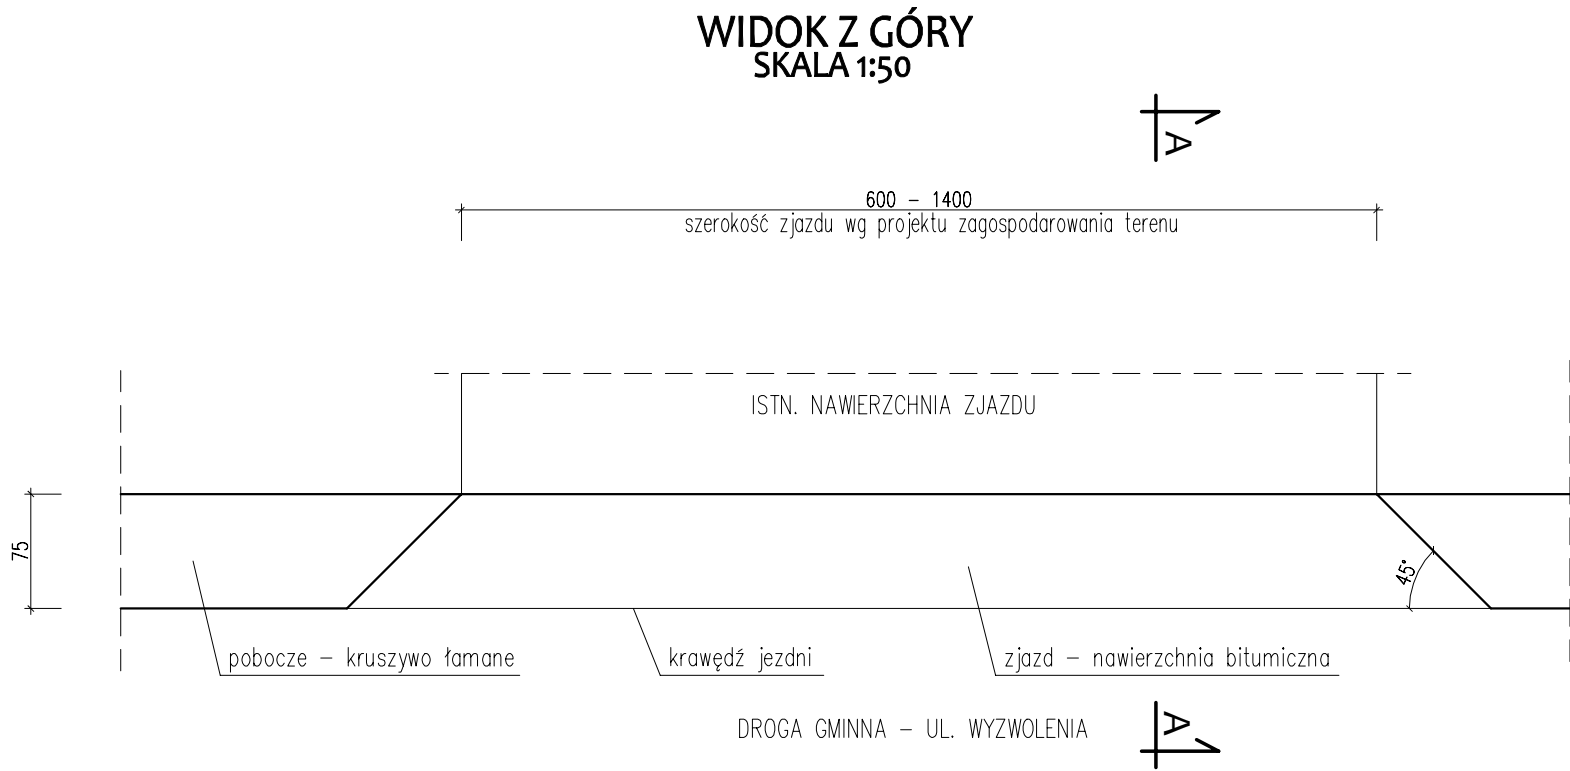 WIDOK Z GÓRY
SKALA 1:50
A
600 - 1400
szerokość zjazdu wg projektu zagospodarowania terenu
ISTN. NAWIERZCHNIA ZJAZDU
75
45°
pobocze - kruszywo łamane
krawędź jezdni
zjazd - nawierzchnia bitumiczna
DROGA GMINNA - UL. WYZWOLENIA
A